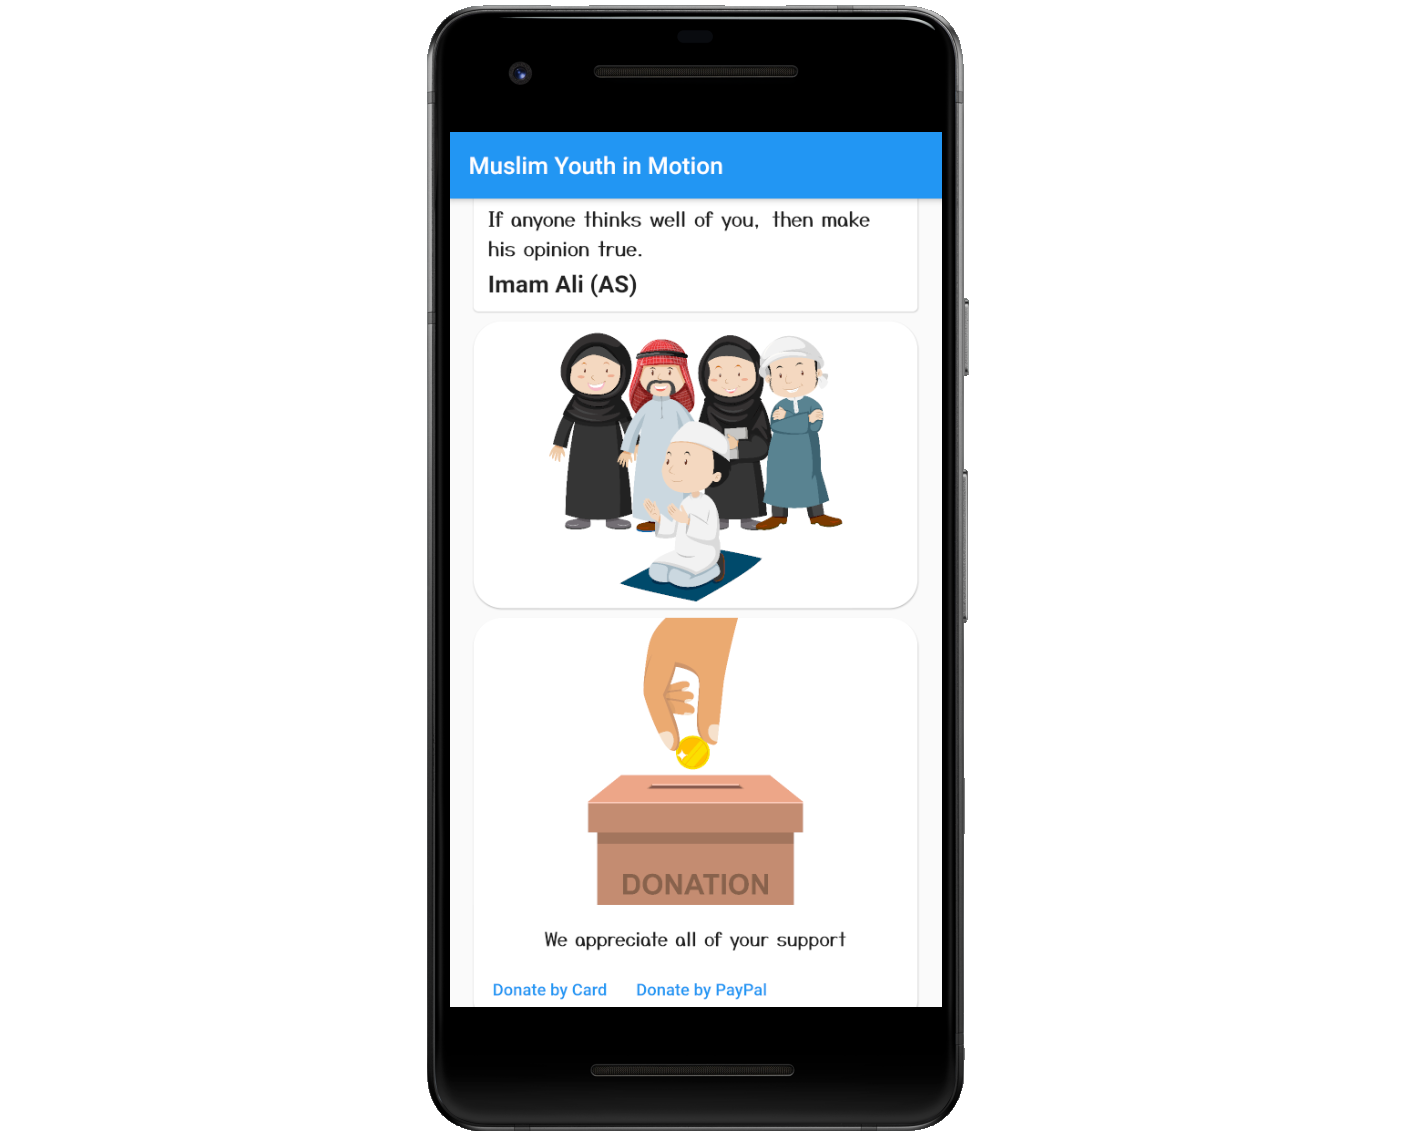 Muslim Youth in Motion
If anyone thinks well of you, then make
his opinion true.
Imam Ali (AS)
DONATION
We appreciate all of your support
Donate by Card Donate by PayPal